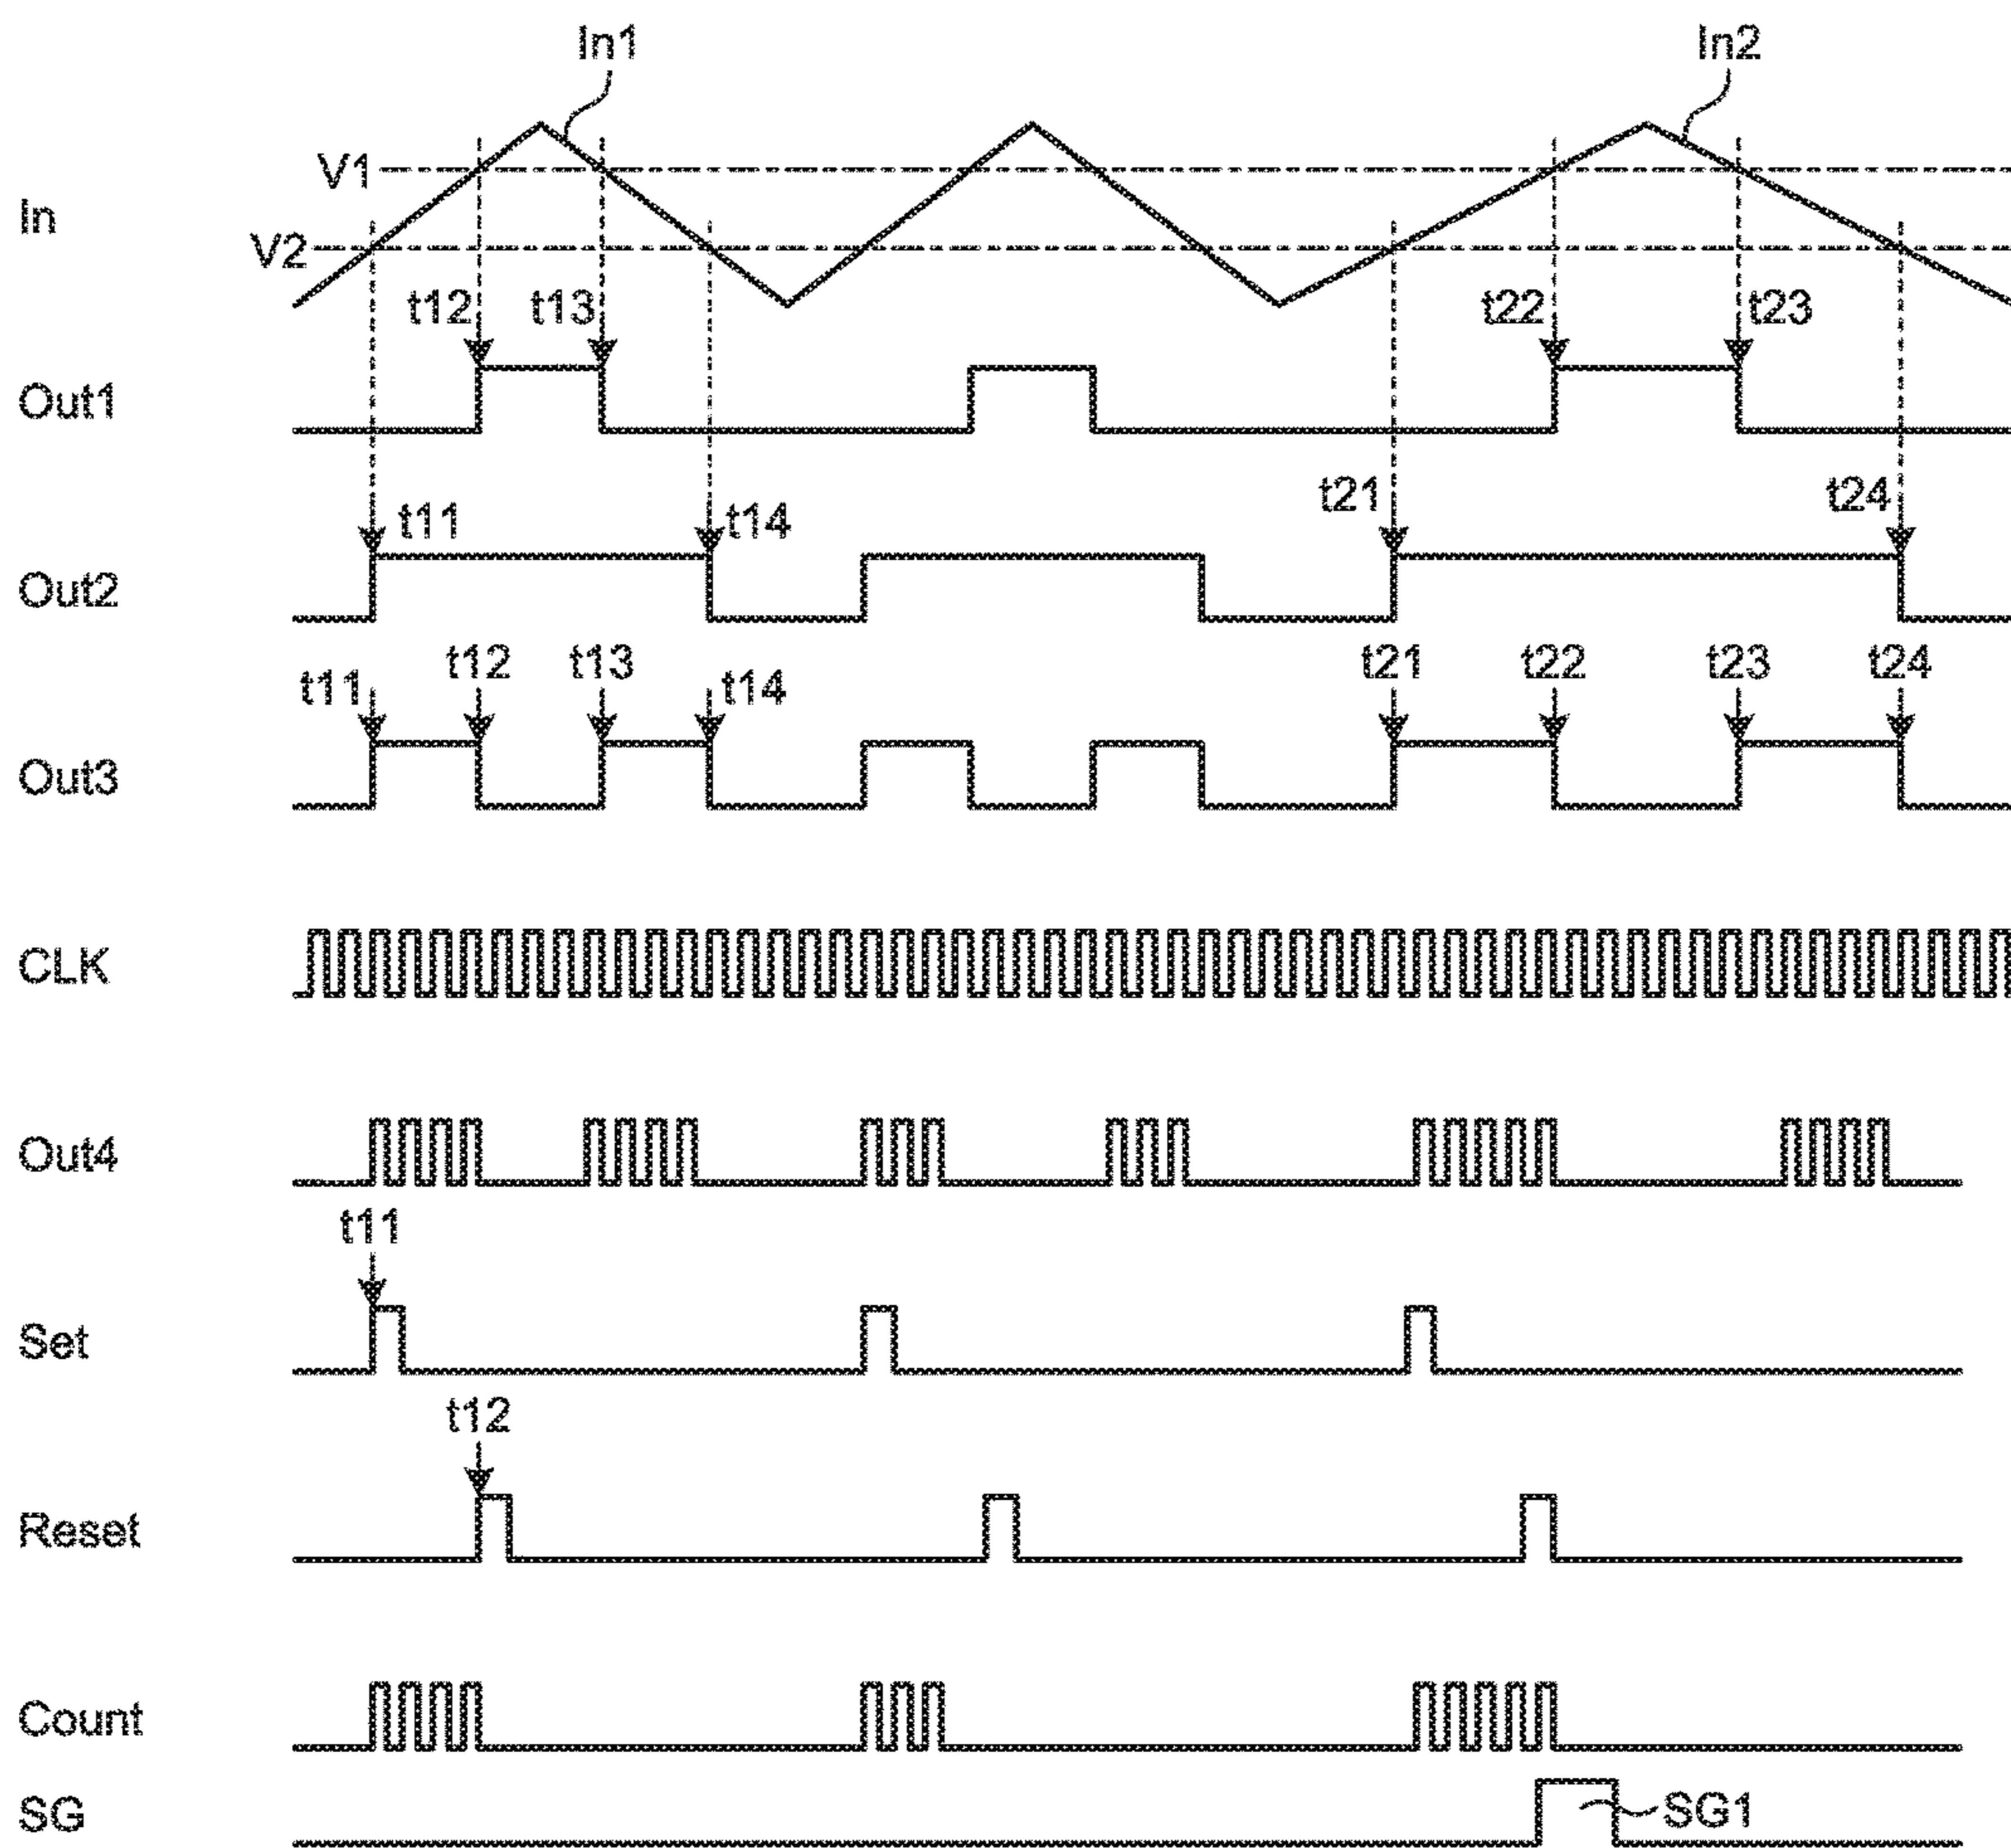 In1 In2
V1
In
V2
t12 t13 t22 t23
Out1
t11 t14 t21 t24
Out2
t11 t12 t13 t14 t21 t22 t23 t24
Out3
CLK
Out4
t11
Set
t12
Reset
Count
SG SG1